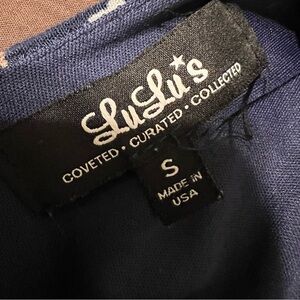 LuLu's
COVETED • CURATED • COLLECTED
S
MADE IN
USA